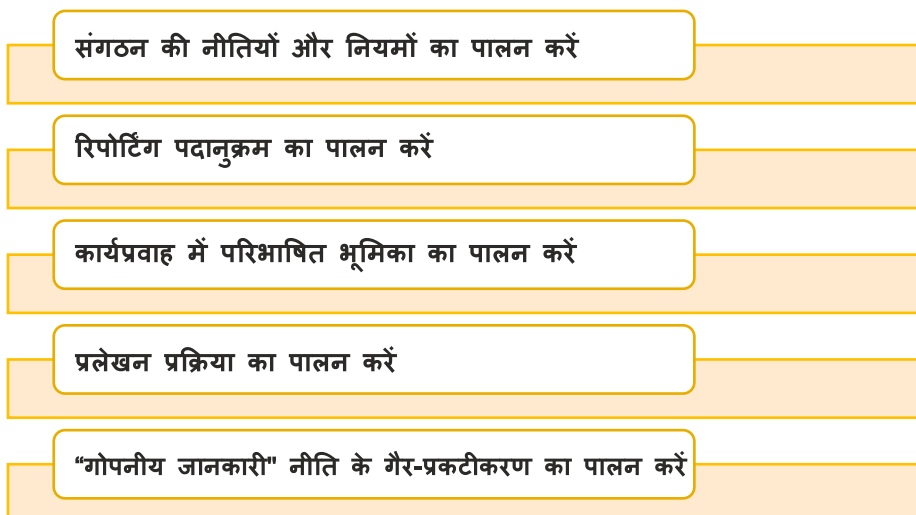 संगठन की नीतियों और नियमों का पालन करें
रिपोर्टिंग पदानुक्रम का पालन करें
कार्यप्रवाह में परिभाषित भूमिका का पालन करें
प्रलेखन प्रक्रिया का पालन करें
“गोपनीय जानकारी" नीति के गैर-प्रकटीकरण का पालन करें